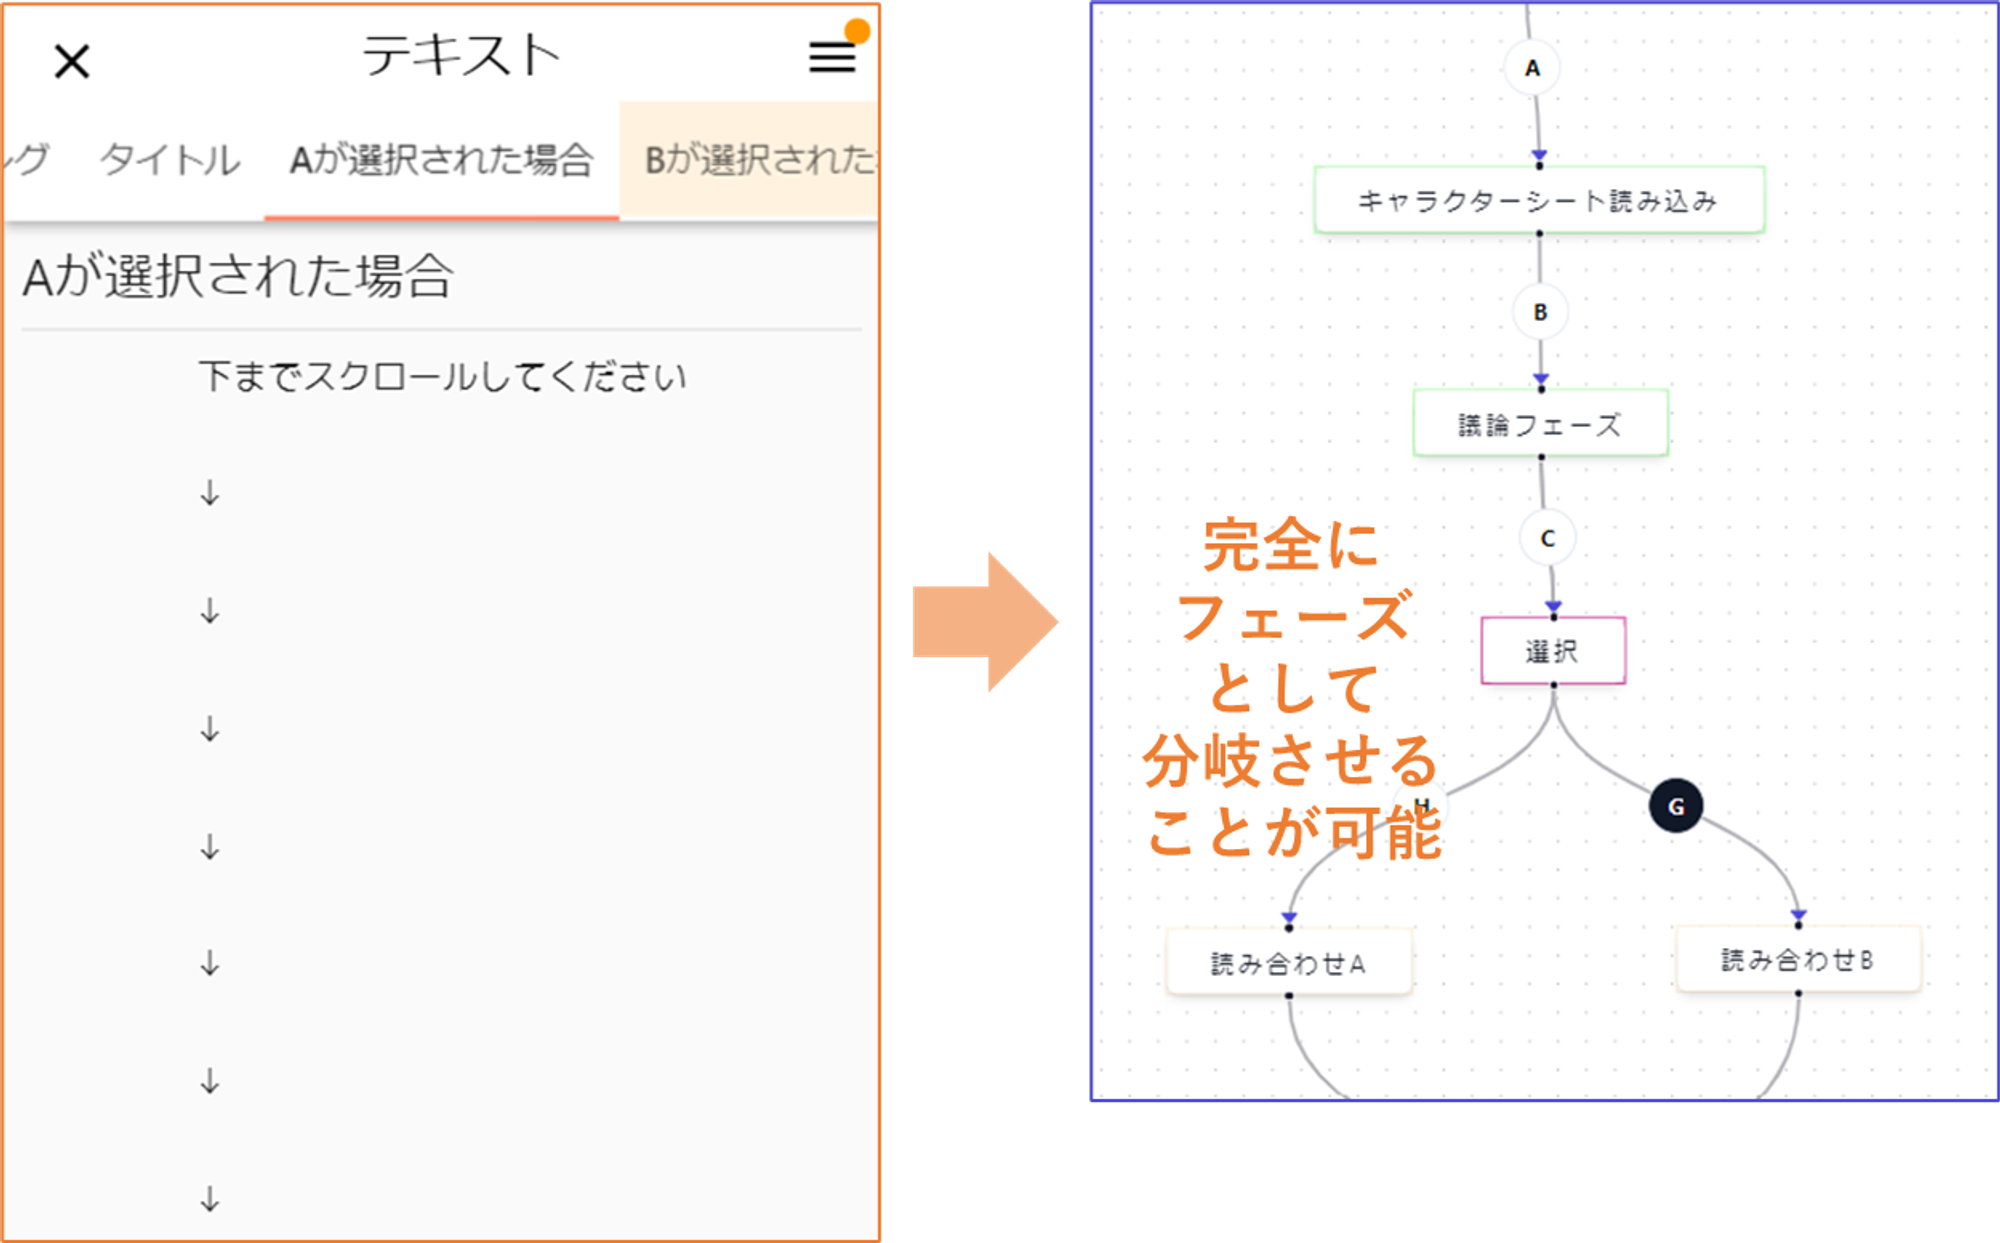 テキスト
ング タイトル Aが選択された場合 Bが選択された
Aが選択された場合
下までスクロールしてください
↓
↓
↓
↓
↓
↓
↓
A
キャラクターシート読み込み
B
議論フェーズ
C
選択
完全に
フェーズ
として
分岐させる
ことが可能
H
G
読み合わせA
読み合わせB